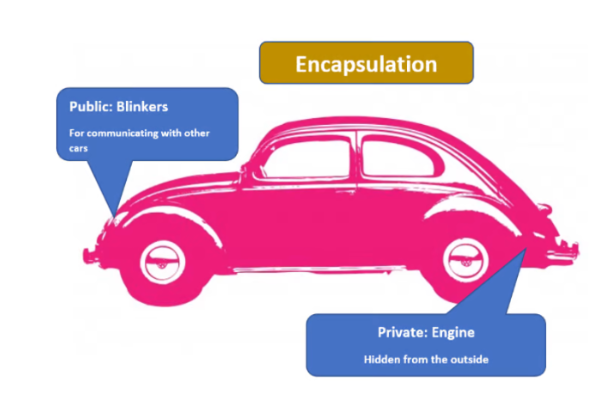 Encapsulation
Public: Blinkers
For communicating with other
cars
Private: Engine
Hidden from the outside